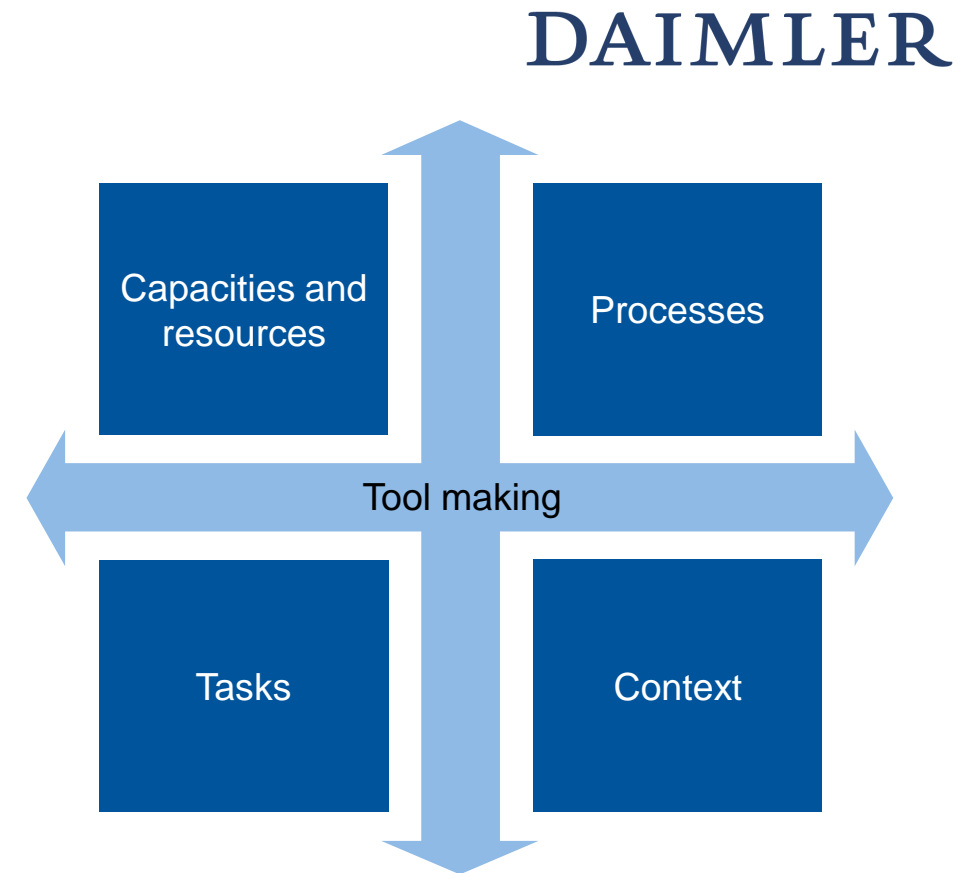 DAIMLER
Capacities and
resources
Processes
Tool making
Tasks
Context